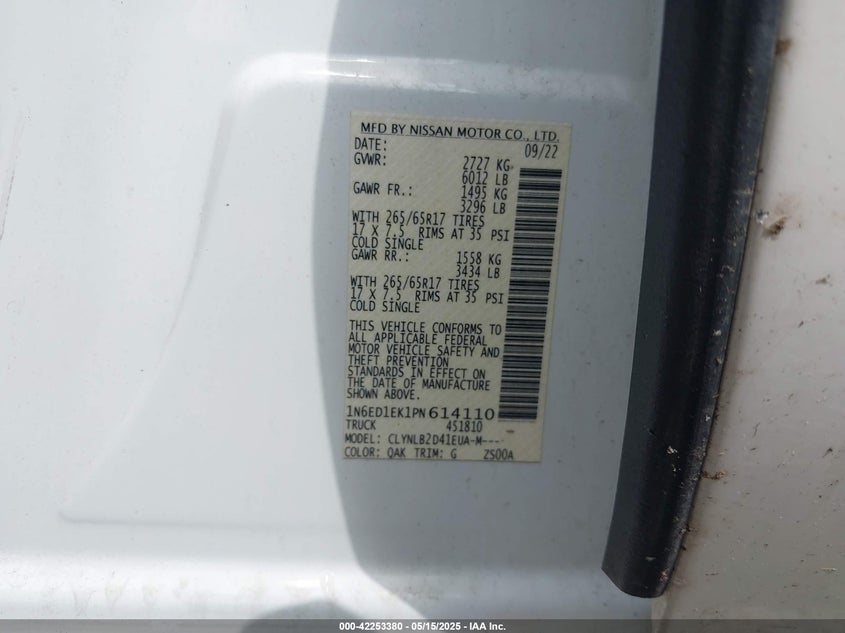 MFD BY NISSAN MOTOR CO., LTD.
DATE: 09/22
GVWR: 2727 KG
6012 LB
GAWR FR.: 1495 KG
3296 LB
WITH 265/65R17 TIRES
17 X 7.5 RIMS AT 35 PSI
COLD SINGLE
GAWR RR.: 1558 KG
3434 LB
WITH 265/65R17 TIRES
17 X 7.5 RIMS AT 35 PSI
COLD SINGLE
THIS VEHICLE CONFORMS TO
ALL APPLICABLE FEDERAL
MOTOR VEHICLE SAFETY AND
THEFT PREVENTION
STANDARDS IN EFFECT ON
THE DATE OF MANUFACTURE
SHOWN ABOVE.
1N6ED1EK1PN614110
TRUCK 451810 -
MODEL: CLYNLB2D41EUA-M----
COLOR: QAK TRIM: G ZS00A
000-42253380 - 05/15/2025 - IAA Inc.